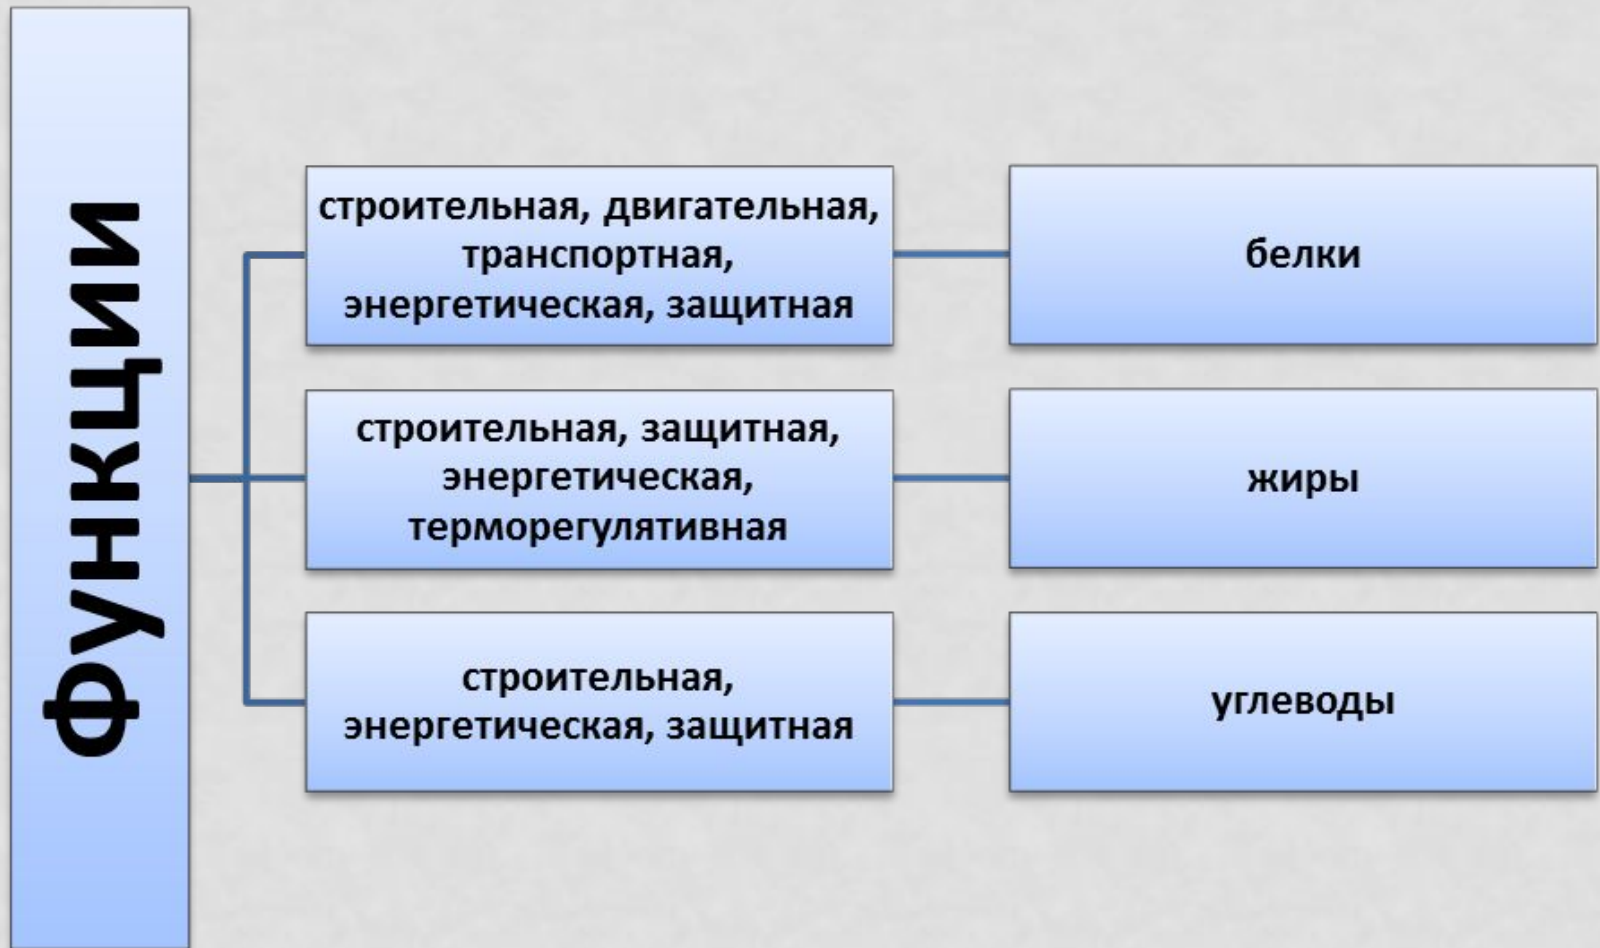 Функции
строительная, двигательная,
транспортная,
энергетическая, защитная
белки
строительная, защитная,
энергетическая,
терморегулятивная
жиры
строительная,
энергетическая, защитная
углеводы